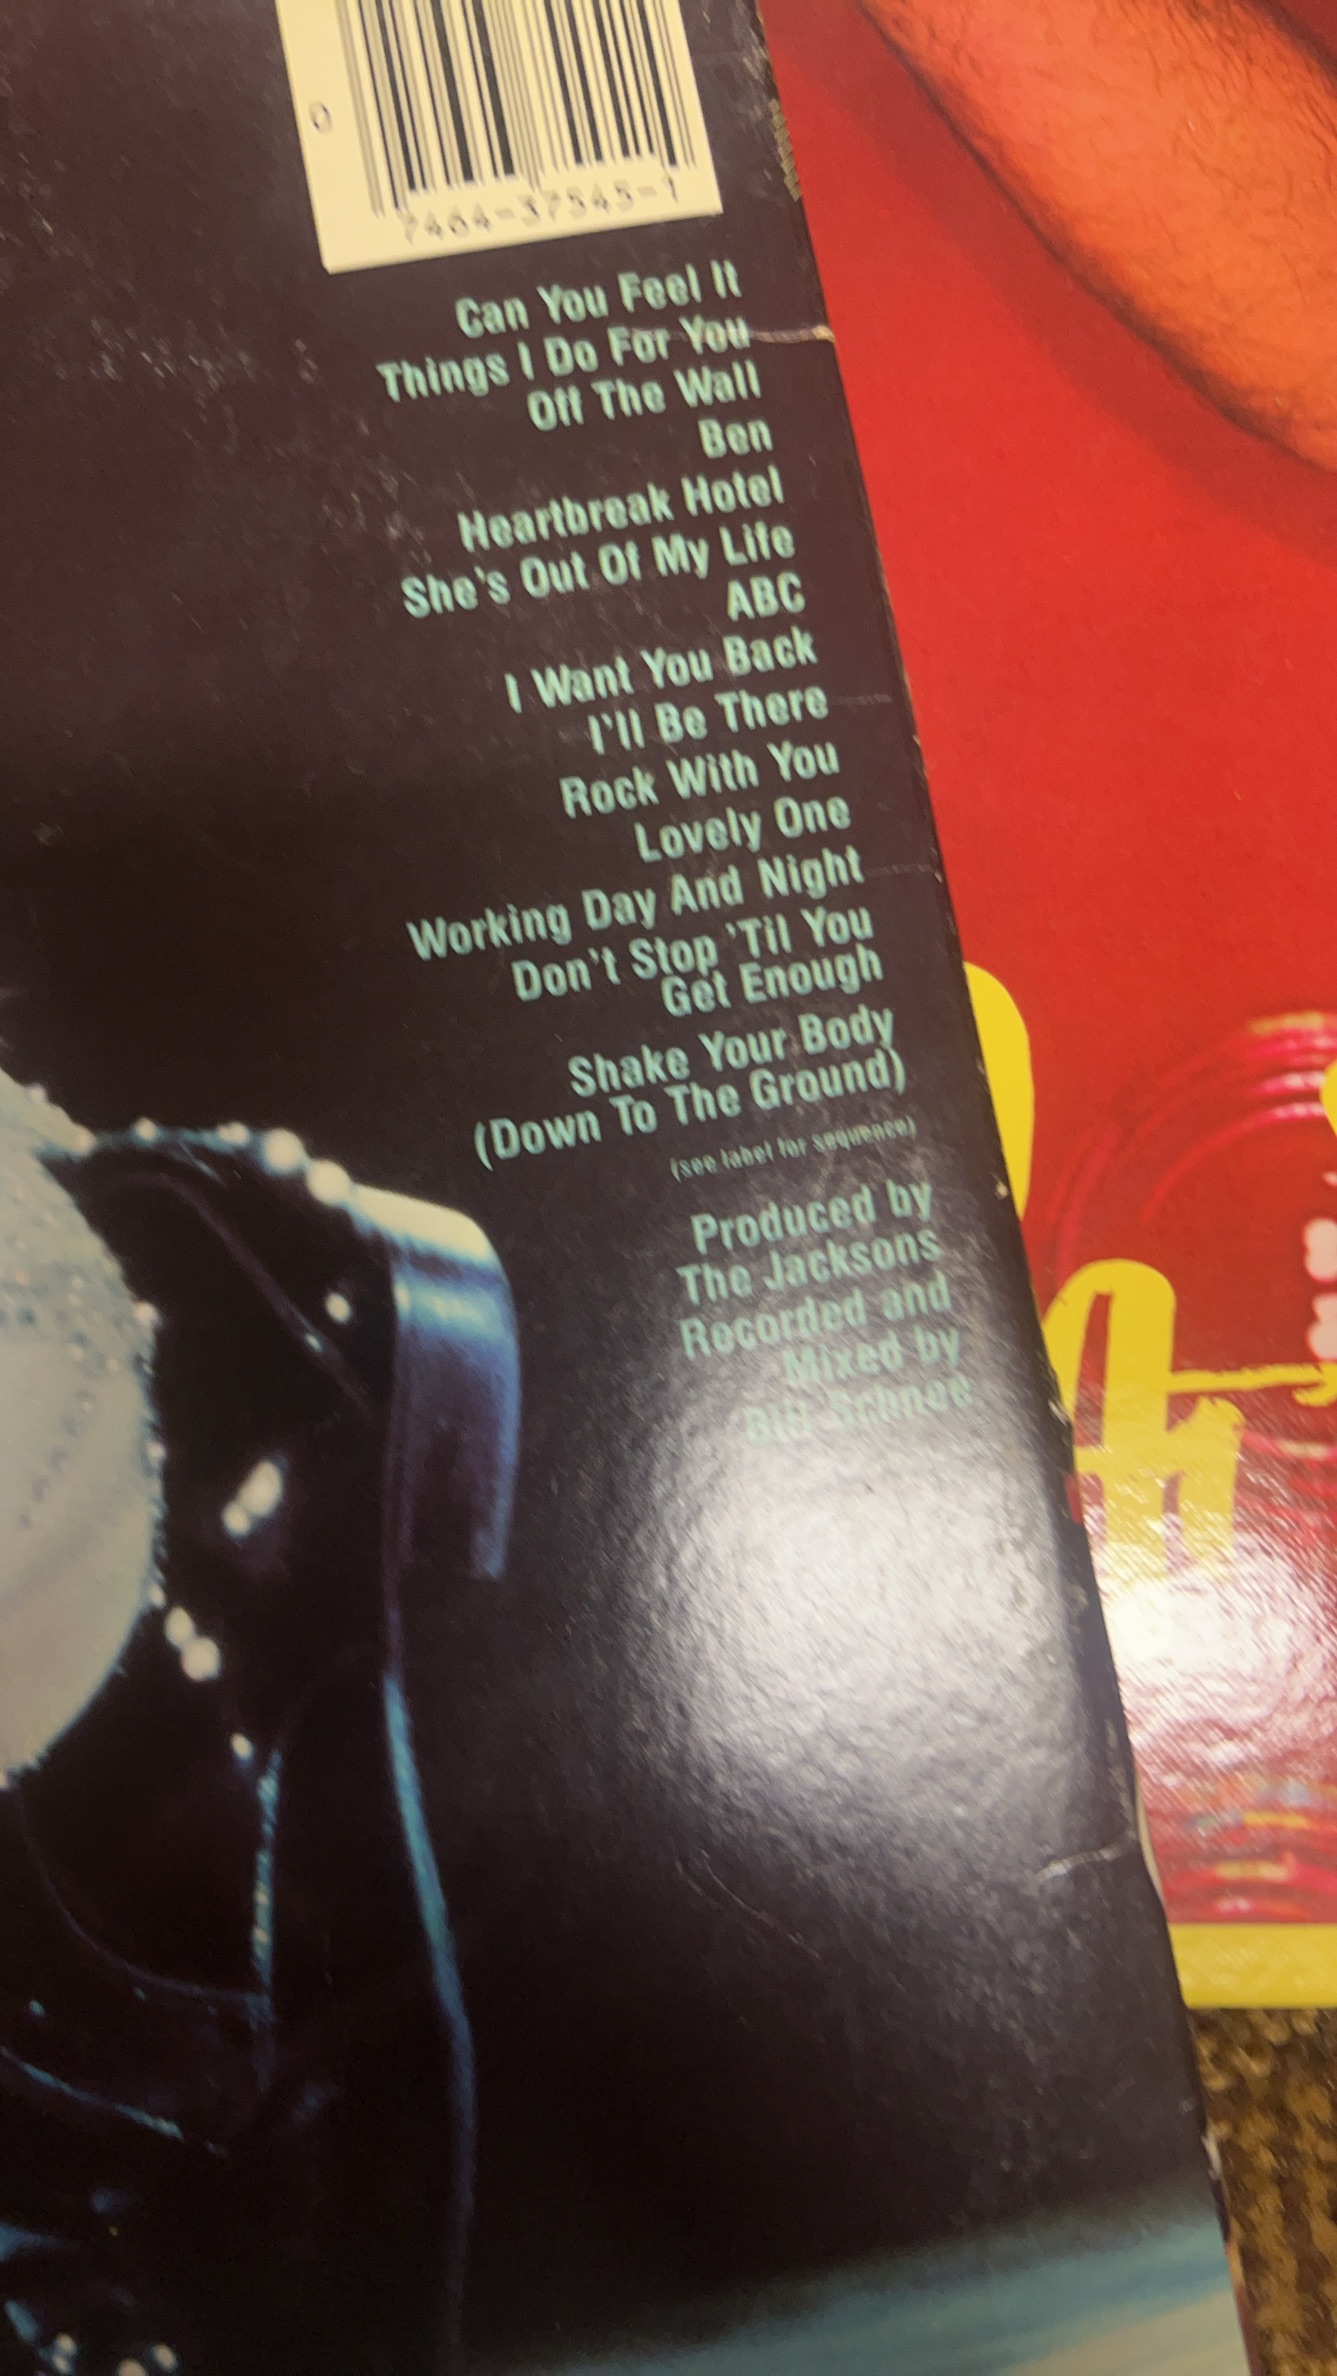 0
7464-37545-1
Can You Feel It
Things I Do For You
Off The Wall
Ben
Heartbreak Hotel
She's Out Of My Life
ABC
I Want You Back
I'll Be There
Rock With You
Lovely One
Working Day And Night
Don't Stop 'Til You
Get Enough
Shake Your Body
(Down To The Ground)
(see label for sequence)
Produced by
The Jacksons
Recorded and
Mixed by
Bill Schnee